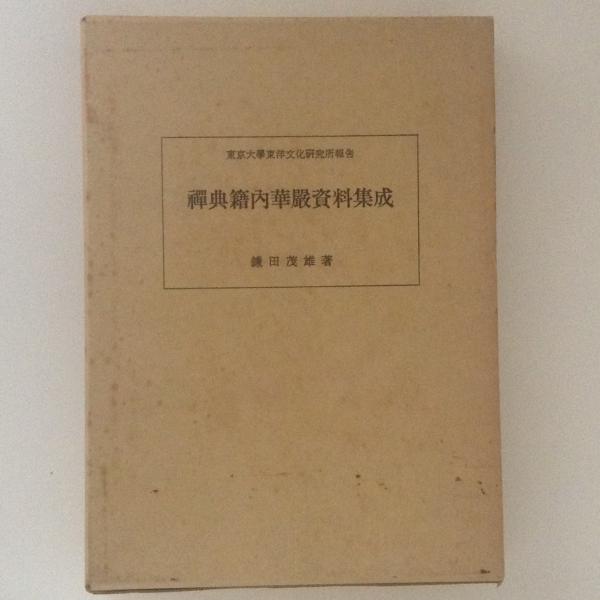 東京大學東洋文化硏究所報告
禪典籍內華嚴資料集成
鎌田茂雄著